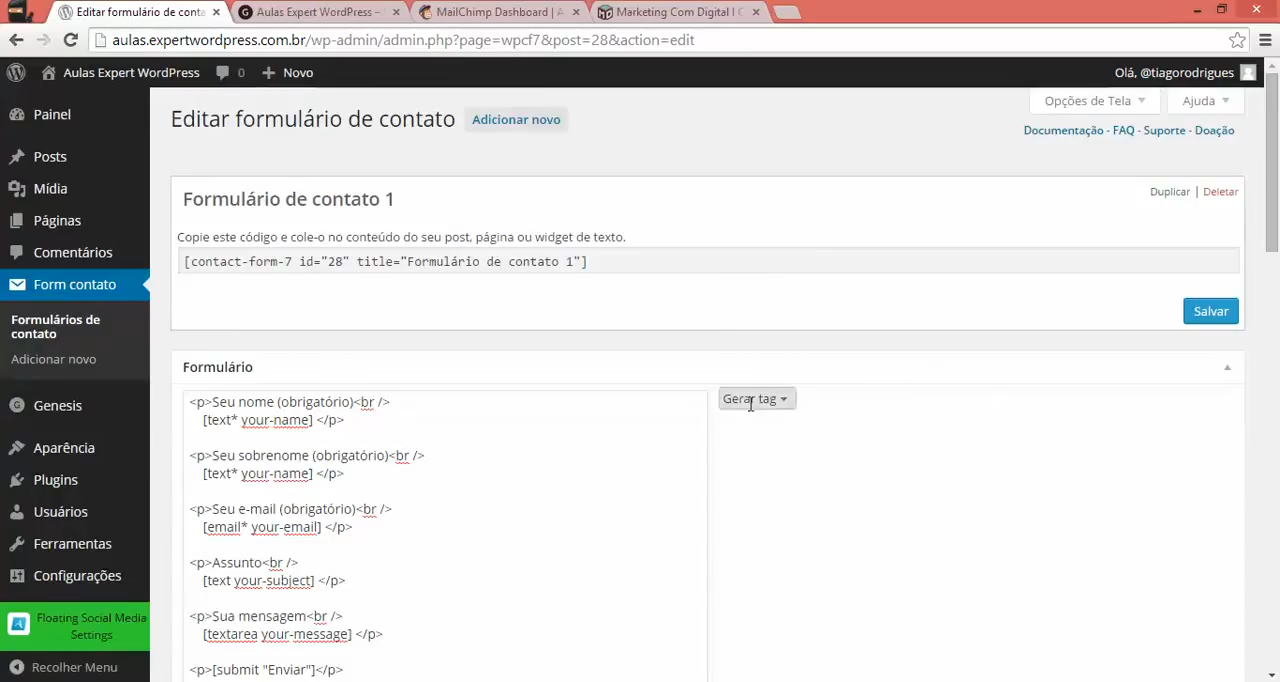 Editar formulário de conta
Aulas Expert WordPress –
MailChimp Dashboard | 
Marketing Com Digital I C
aulas.expertwordpress.com.br/wp-admin/admin.php?page=wpcf7&post=28&action=edit
Aulas Expert WordPress
0
Novo
Olá, @tiagorodrigues
Painel
Posts
Mídia
Páginas
Comentários
Form contato
Formulários de
contato
Adicionar novo
Genesis
Aparência
Plugins
Usuários
Ferramentas
Configurações
Floating Social Media
Settings
Recolher Menu
Editar formulário de contato
Adicionar novo
Opções de Tela
Ajuda
Documentação - FAQ - Suporte - Doação
Formulário de contato 1
Duplicar | Deletar
Copie este código e cole-o no conteúdo do seu post, página ou widget de texto.
[contact-form-7 id="28" title="Formulário de contato 1"]
Salvar
Formulário
<p>Seu nome (obrigatório)<br />
[text* your-name] </p>
<p>Seu sobrenome (obrigatório)<br />
[text* your-name] </p>
<p>Seu e-mail (obrigatório)<br />
[email* your-email] </p>
<p>Assunto<br />
[text your-subject] </p>
<p>Sua mensagem<br />
[textarea your-message] </p>
<p>[submit "Enviar"]</p>
Gerar tag